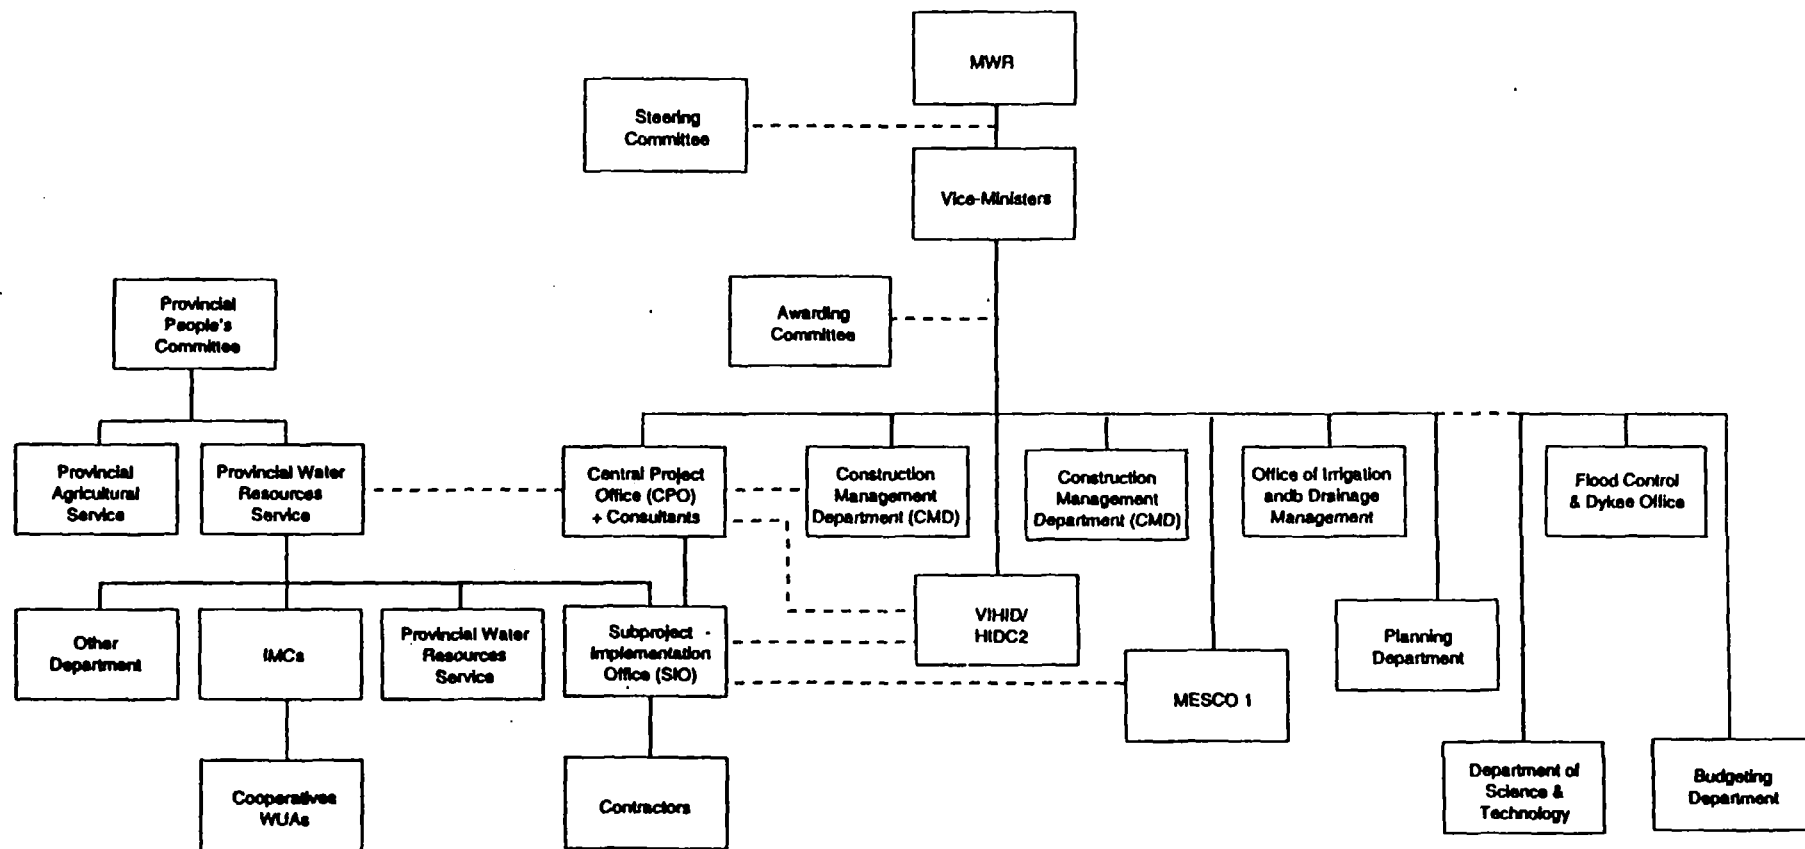 MWR
Steering
Committee
Vice-Ministers
Provincial
People's
Committee
Awarding
Committee
Provincial
Agricultural
Service
Provincial Water
Resources
Service
Central Project
Office (CPO)
+ Consultants
Construction
Management
Department (CMD)
Construction
Management
Department (CMD)
Office of Irrigation
andb Drainage
Management
Flood Control
& Dykae Office
Other
Department
IMCs
Provincial Water
Resources
Service
Subproject
Implementation
Office (SIO)
VIHID/
HIDC2
Planning
Department
MESCO 1
Cooperatives
WUAs
Contractors
Department of
Science &
Technology
Budgeting
Department